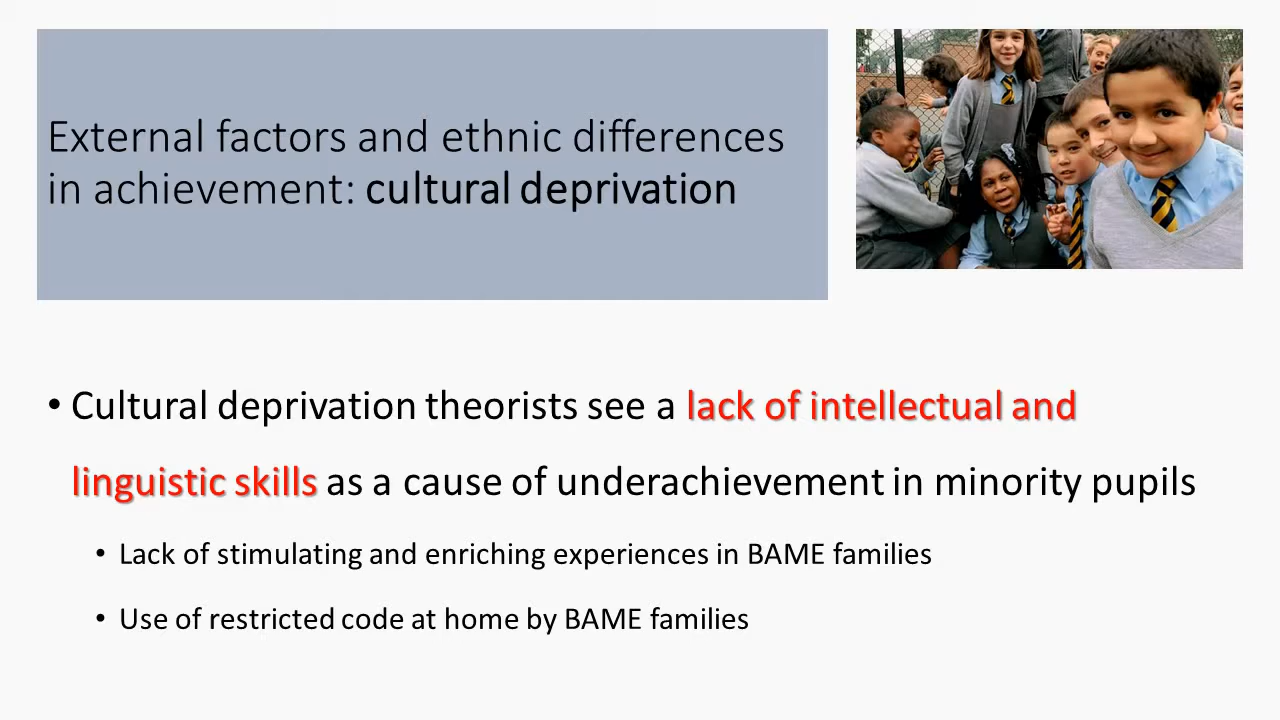 External factors and ethnic differences
in achievement: cultural deprivation
• Cultural deprivation theorists see a lack of intellectual and
linguistic skills as a cause of underachievement in minority pupils
• Lack of stimulating and enriching experiences in BAME families
• Use of restricted code at home by BAME families